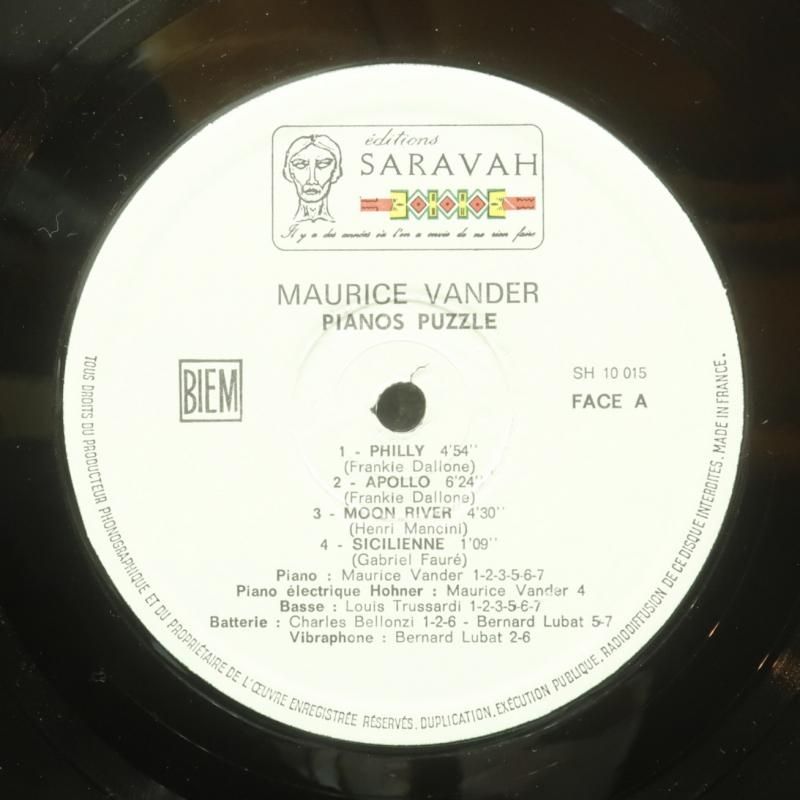 éditions
SARAVAH
Il y a des années où l'on a envie de ne rien faire
MAURICE VANDER
PIANOS PUZZLE
BIEM
SH 10 015
FACE A
1 - PHILLY 4'54''
(Frankie Dallone)
2 - APOLLO 6'24''
(Frankie Dallone)
3 - MOON RIVER 4'30''
(Henri Mancini)
4 - SICILIENNE 1'09''
(Gabriel Fauré)
Piano : Maurice Vander 1-2-3-5-6-7
Piano électrique Hohner : Maurice Vander 4
Basse : Louis Trussardi 1-2-3-5-6-7
Batterie : Charles Bellonzi 1-2-6 - Bernard Lubat 5-7
Vibraphone : Bernard Lubat 2-6
TOUS DROITS DU PRODUCTEUR PHONOGRAPHIQUE ET DU PROPRIÉTAIRE DE L'ŒUVRE ENREGISTRÉE RÉSERVÉS. DUPLICATION, EXÉCUTION PUBLIQUE, RADIODIFFUSION DE CE DISQUE INTERDITES. MADE IN FRANCE.